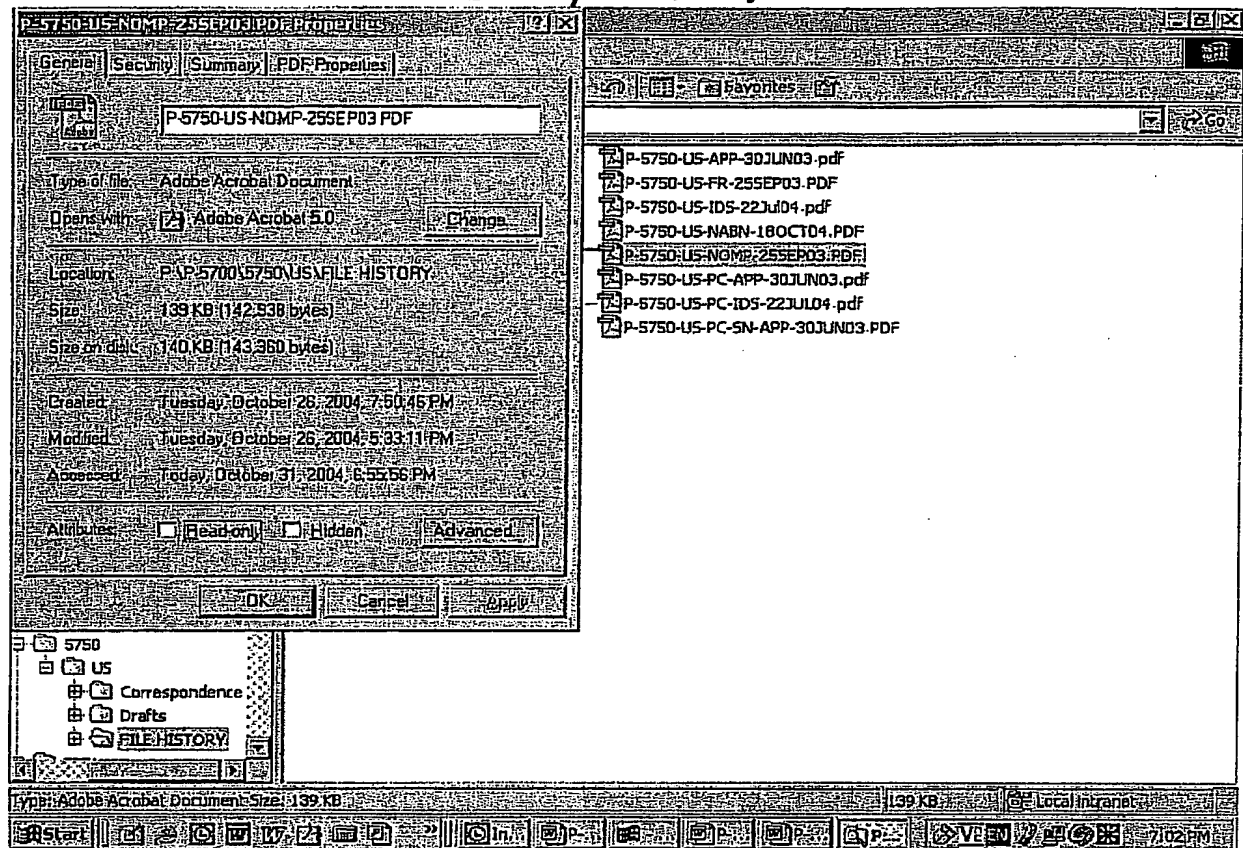 P-5750-US-NOMP-25SEP03.PDF Properties
General Security Summary PDF Properties
P-5750-US-NOMP-25SEP03.PDF
Type of file: Adobe Acrobat Document
Opens with: Adobe Acrobat 5.0 Change...
Location: P:\P-5700\5750\US\FILE HISTORY
Size: 139 KB (142,938 bytes)
Size on disk: 140 KB (143,360 bytes)
Created: Tuesday, October 26, 2004, 7:50:46 PM
Modified: Tuesday, October 26, 2004, 5:33:11 PM
Accessed: Today, October 31, 2004, 6:55:56 PM
Attributes: Read-only Hidden Advanced...
OK Cancel Apply
Favorites
Go
P-5750-US-APP-30JUN03.pdf
P-5750-US-FR-25SEP03.PDF
P-5750-US-IDS-22Jul04.pdf
P-5750-US-NABN-18OCT04.PDF
P-5750-US-NOMP-25SEP03.PDF
P-5750-US-PC-APP-30JUN03.pdf
P-5750-US-PC-IDS-22JUL04.pdf
P-5750-US-PC-SN-APP-30JUN03.PDF
5750
US
Correspondence
Drafts
FILE HISTORY
Type: Adobe Acrobat Document Size: 139 KB 139 KB Local intranet
Start In... P-... P... P-... P-... 7:02 PM